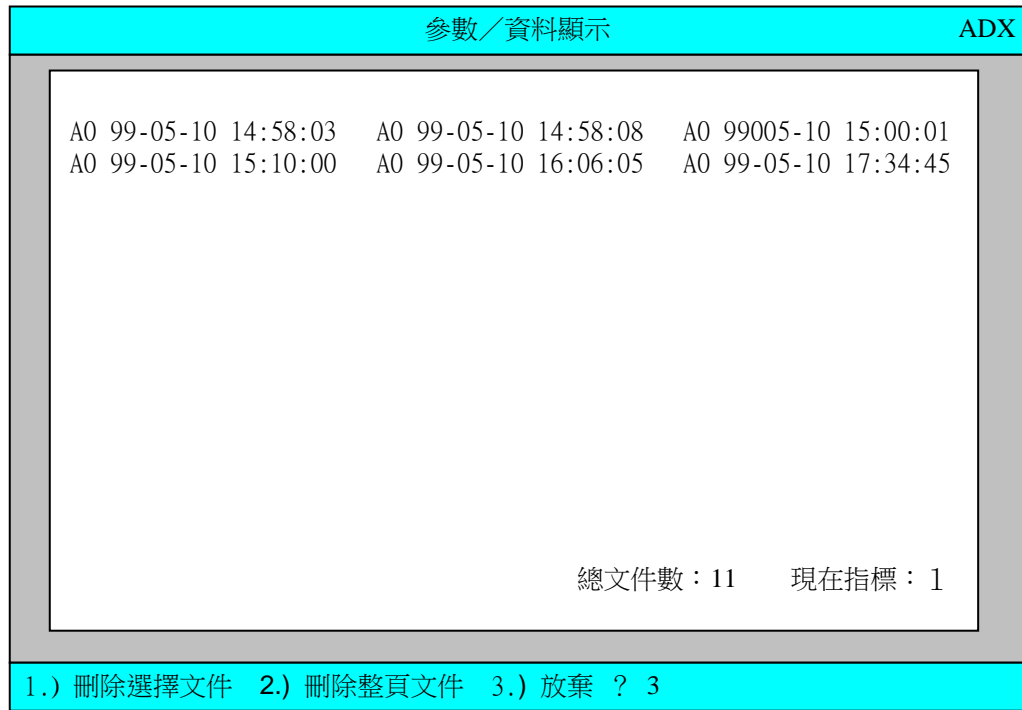 參數／資料顯示 ADX
A0 99-05-10 14:58:03 A0 99-05-10 14:58:08 A0 99005-10 15:00:01
A0 99-05-10 15:10:00 A0 99-05-10 16:06:05 A0 99-05-10 17:34:45
總文件數：11 現在指標：１
1.) 刪除選擇文件 2.) 刪除整頁文件 3.) 放棄 ？ 3